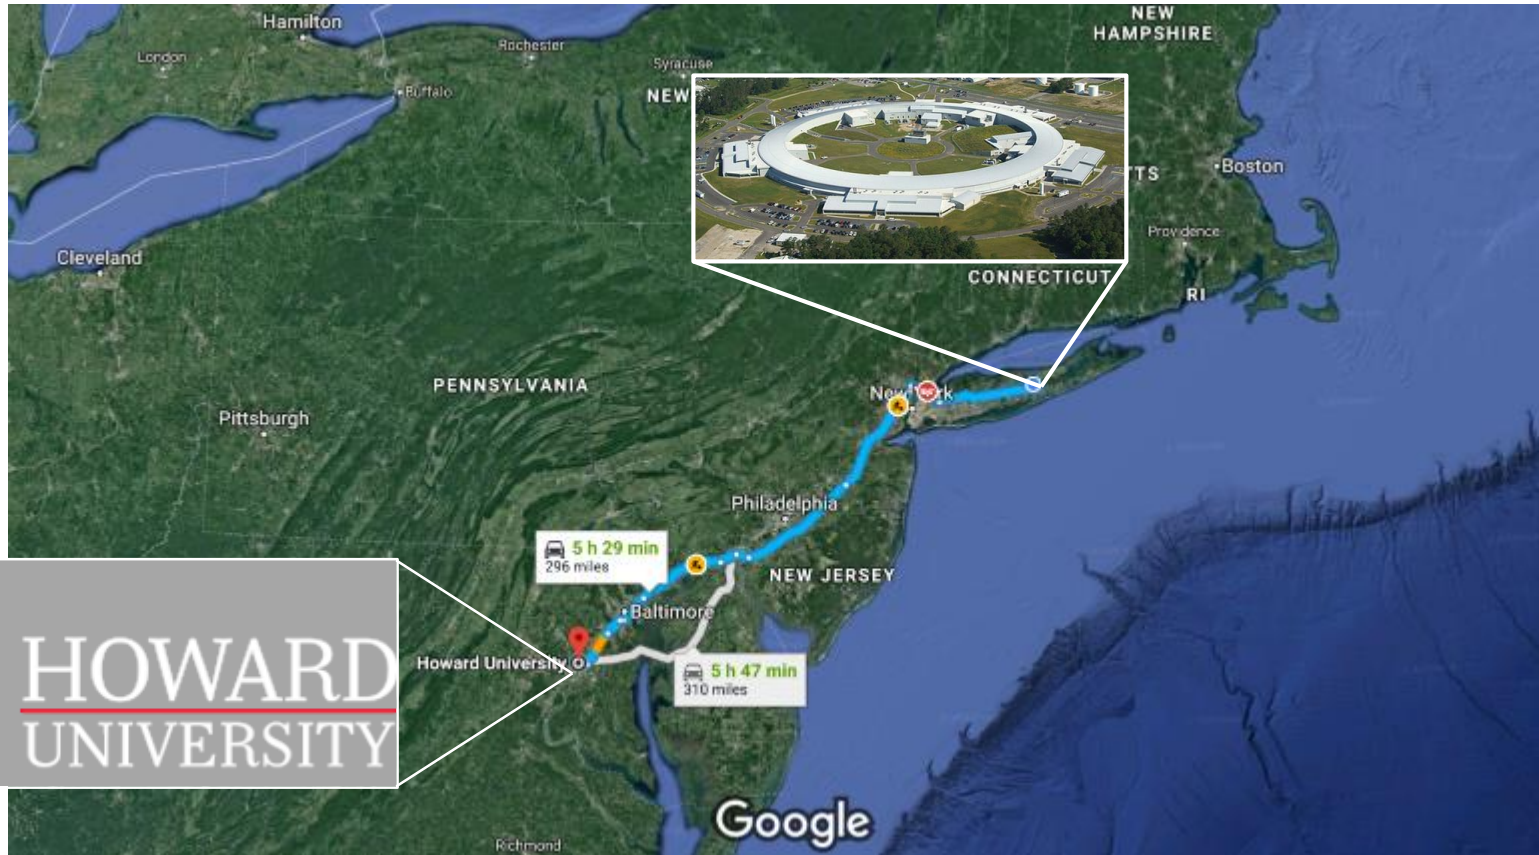 Hamilton
NEW
HAMPSHIRE
London
Rochester
Syracuse
Buffalo
NEW
TTS
Boston
Providence
Cleveland
CONNECTICUT
RI
PENNSYLVANIA
New York
Pittsburgh
Philadelphia
5 h 29 min
296 miles
NEW JERSEY
Baltimore
Howard University
5 h 47 min
310 miles
HOWARD
UNIVERSITY
Google
Richmond